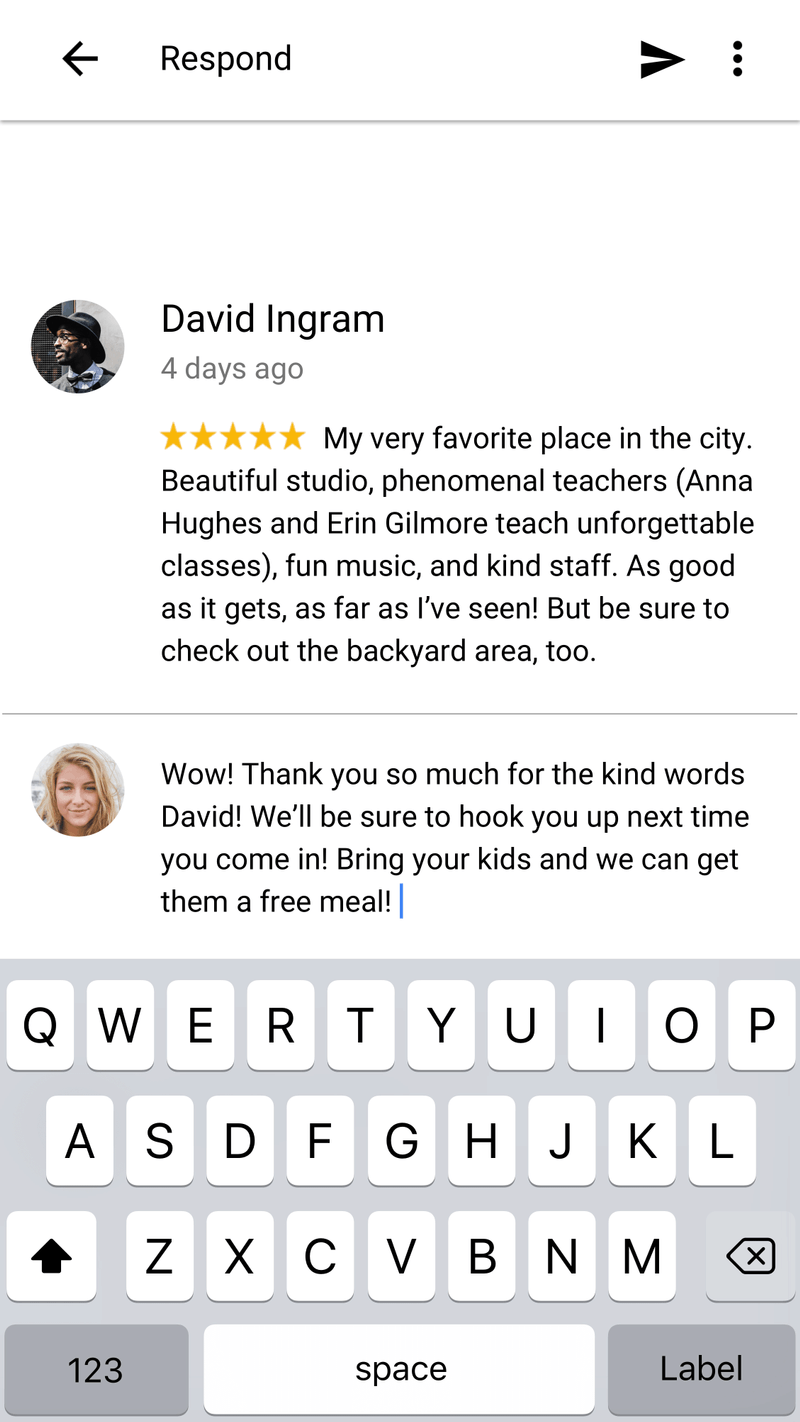 Respond
David Ingram
4 days ago
My very favorite place in the city.
Beautiful studio, phenomenal teachers (Anna
Hughes and Erin Gilmore teach unforgettable
classes), fun music, and kind staff. As good
as it gets, as far as I’ve seen! But be sure to
check out the backyard area, too.
Wow! Thank you so much for the kind words
David! We’ll be sure to hook you up next time
you come in! Bring your kids and we can get
them a free meal!
Q W E R T Y U I O P
A S D F G H J K L
Z X C V B N M
123 space Label